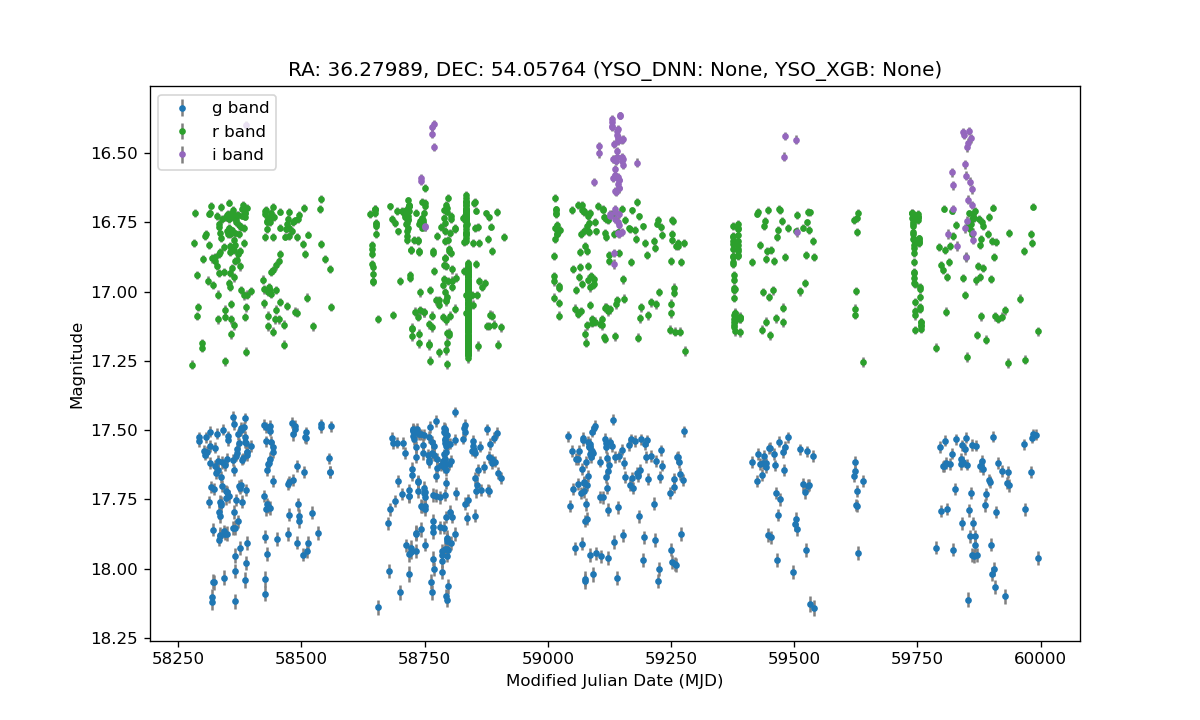 RA: 36.27989, DEC: 54.05764 (YSO_DNN: None, YSO_XGB: None)
g band
r band
i band
16.50
16.75
17.00
17.25
17.50
17.75
18.00
18.25
Magnitude
58250 58500 58750 59000 59250 59500 59750 60000
Modified Julian Date (MJD)